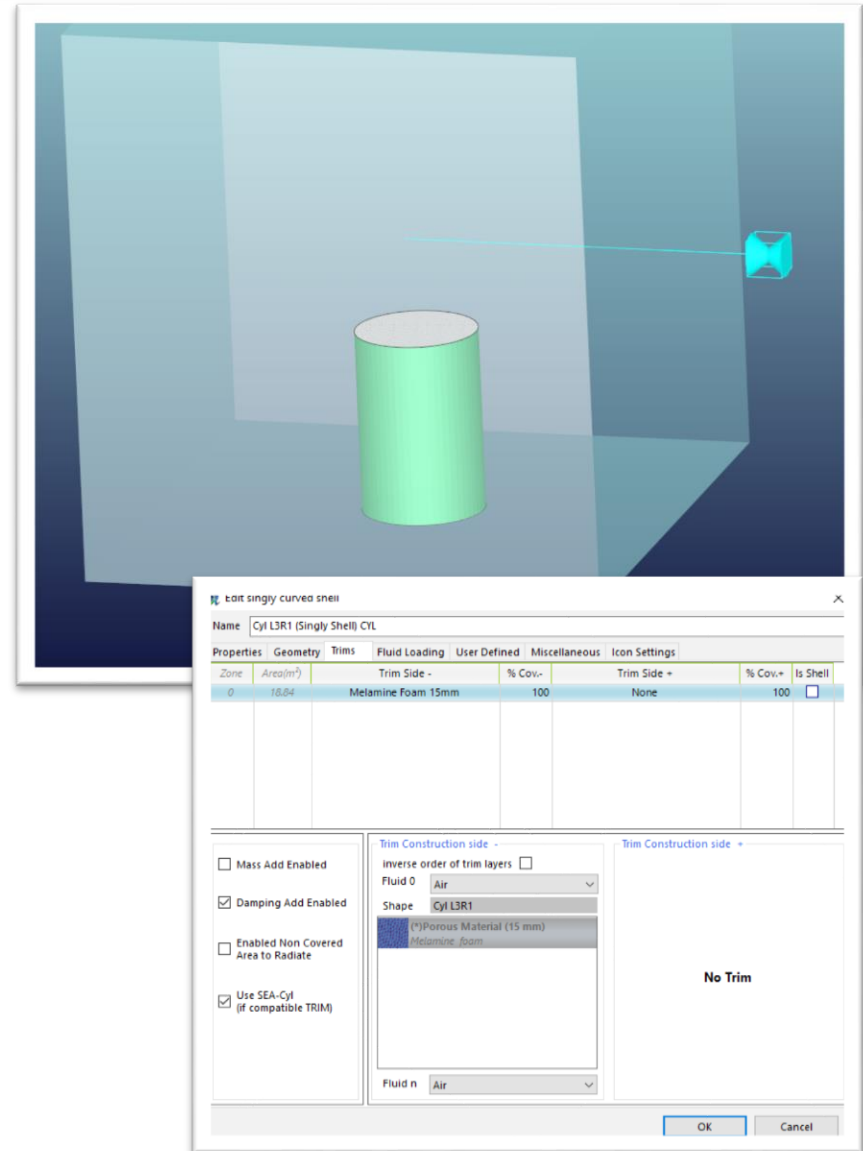 Edit singly curved shell
Name Cyl L3R1 (Singly Shell) CYL
Properties Geometry Trims Fluid Loading User Defined Miscellaneous Icon Settings
Zone Area(m²) Trim Side - % Cov.- Trim Side + % Cov.+ Is Shell
0 18.84 Melamine Foam 15mm 100 None 100
Trim Construction side -
Trim Construction side +
Mass Add Enabled
inverse order of trim layers
Fluid 0 Air
Damping Add Enabled
Shape Cyl L3R1
(*)Porous Material (15 mm)
Melamine foam
Enabled Non Covered
Area to Radiate
No Trim
Use SEA-Cyl
(if compatible TRIM)
Fluid n Air
OK Cancel